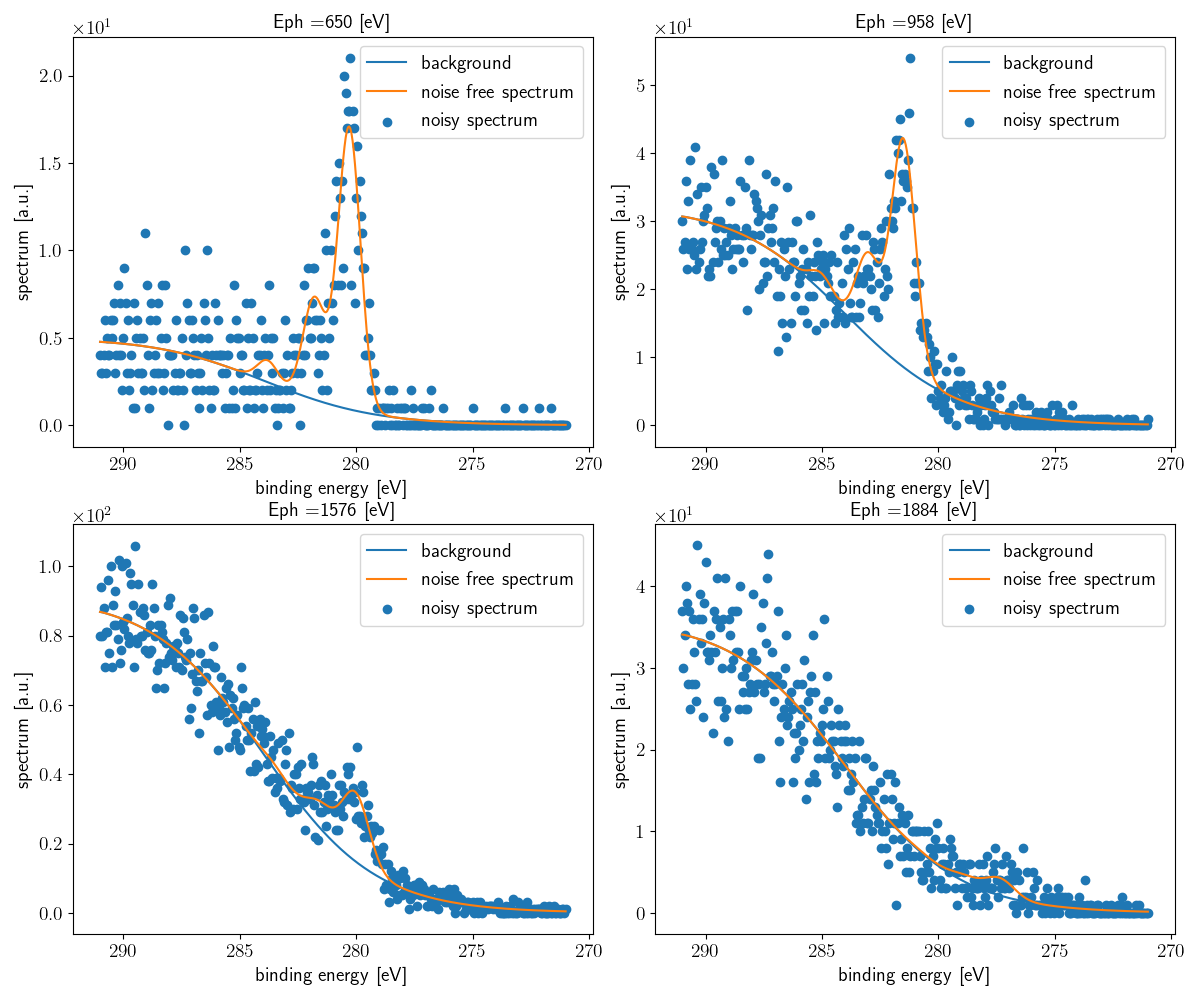 Eph =650 [eV]
×10¹
background
noise free spectrum
noisy spectrum
2.0
1.5
1.0
0.5
0.0
spectrum [a.u.]
290 285 280 275 270
binding energy [eV]
Eph =958 [eV]
×10¹
background
noise free spectrum
noisy spectrum
5
4
3
2
1
0
spectrum [a.u.]
290 285 280 275 270
binding energy [eV]
Eph =1576 [eV]
×10²
background
noise free spectrum
noisy spectrum
1.0
0.8
0.6
0.4
0.2
0.0
spectrum [a.u.]
290 285 280 275 270
binding energy [eV]
Eph =1884 [eV]
×10¹
background
noise free spectrum
noisy spectrum
4
3
2
1
0
spectrum [a.u.]
290 285 280 275 270
binding energy [eV]